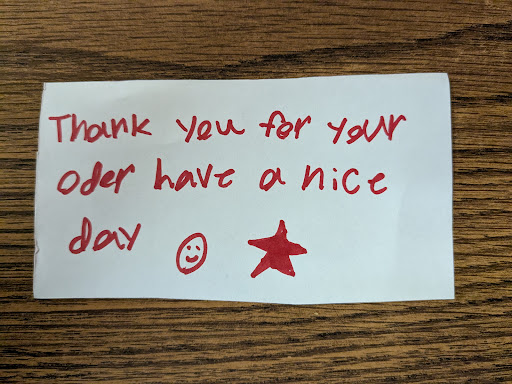 Thank you for your
oder have a nice
day